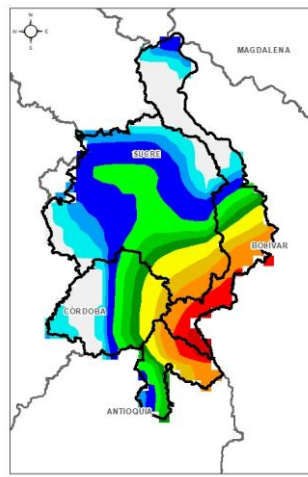 N
W E
S
MAGDALENA
SUCRE
BOLIVAR
CÓRDOBA
ANTIOQUIA